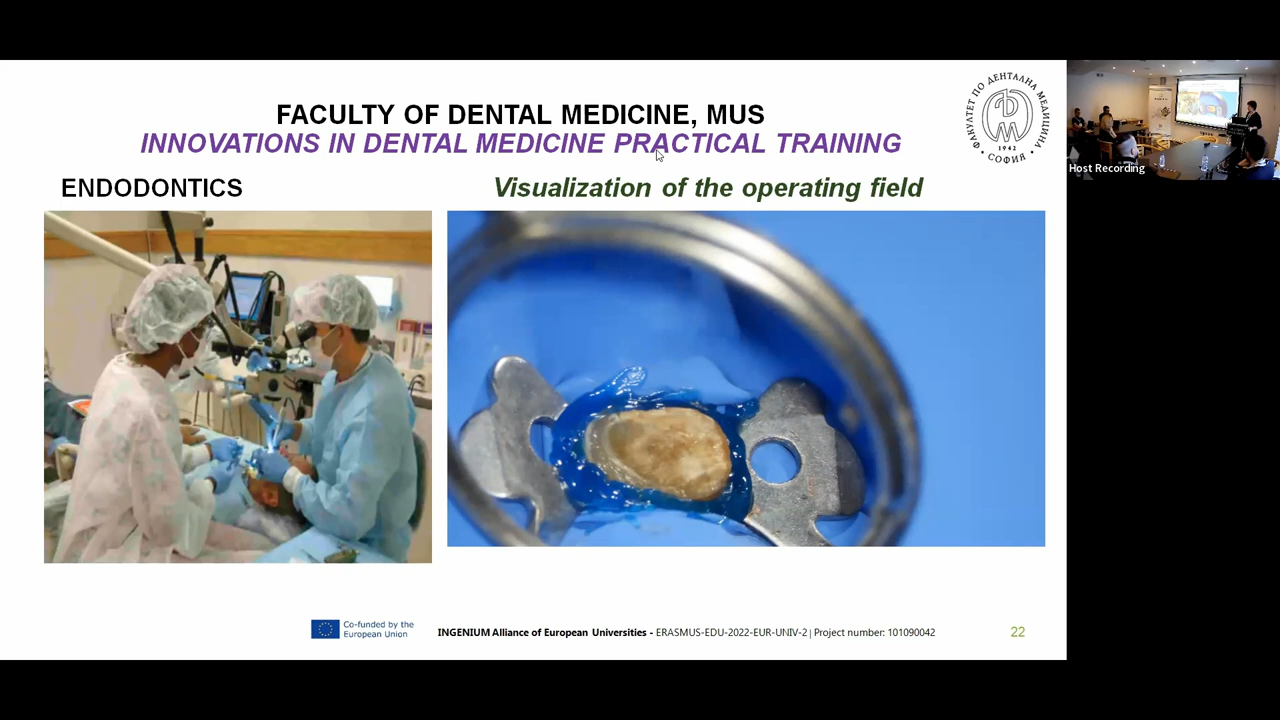 FACULTY OF DENTAL MEDICINE, MUS
INNOVATIONS IN DENTAL MEDICINE PRACTICAL TRAINING
ФАКУЛТЕТ ПО ДЕНТАЛНА МЕДИЦИНА
1942
• СОФИЯ •
Host Recording
ENDODONTICS
Visualization of the operating field
Co-funded by the
European Union
INGENIUM Alliance of European Universities - ERASMUS-EDU-2022-EUR-UNIV-2 | Project number: 101090042
22